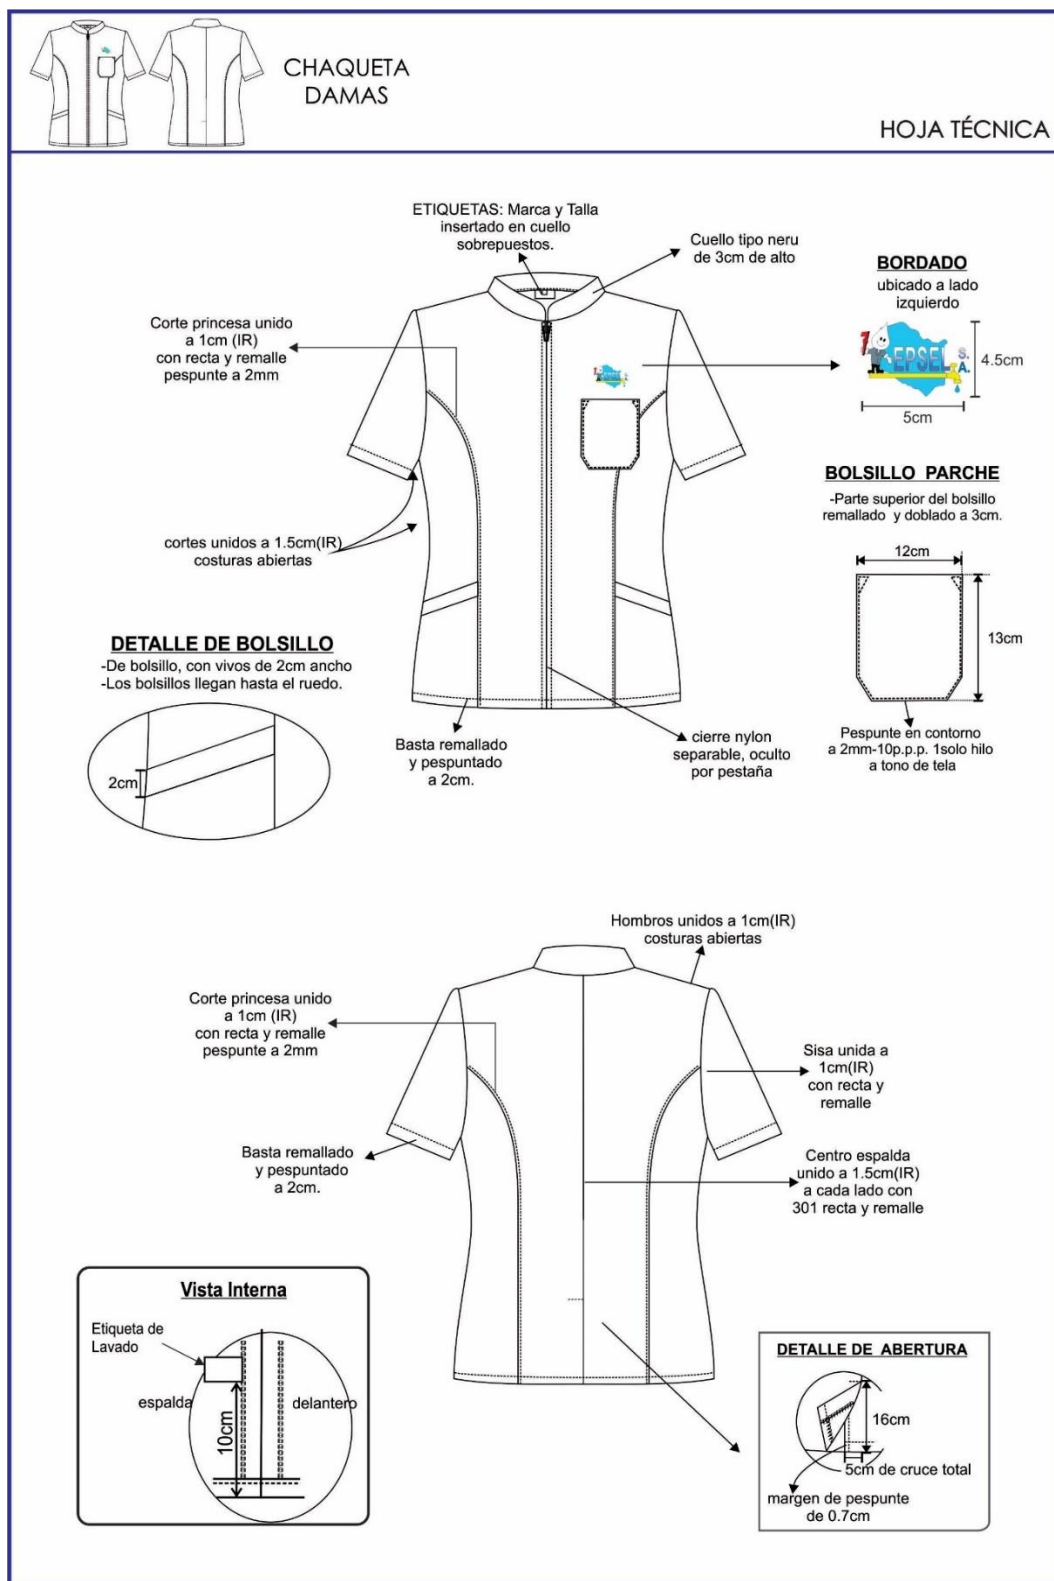 CHAQUETA
DAMAS
HOJA TÉCNICA
ETIQUETAS: Marca y Talla
insertado en cuello
sobrepuestos.
Cuello tipo neru
de 3cm de alto
BORDADO
ubicado a lado
izquierdo
EPSEL S.
A.
4.5cm
5cm
Corte princesa unido
a 1cm (IR)
con recta y remalle
pespunte a 2mm
BOLSILLO PARCHE
-Parte superior del bolsillo
remallado y doblado a 3cm.
12cm
13cm
cortes unidos a 1.5cm(IR)
costuras abiertas
DETALLE DE BOLSILLO
-De bolsillo, con vivos de 2cm ancho
-Los bolsillos llegan hasta el ruedo.
2cm
Basta remallado
y pespuntado
a 2cm.
cierre nylon
separable, oculto
por pestaña
Pespunte en contorno
a 2mm-10p.p.p. 1solo hilo
a tono de tela
Hombros unidos a 1cm(IR)
costuras abiertas
Corte princesa unido
a 1cm (IR)
con recta y remalle
pespunte a 2mm
Sisa unida a
1cm(IR)
con recta y
remalle
Basta remallado
y pespuntado
a 2cm.
Centro espalda
unido a 1.5cm(IR)
a cada lado con
301 recta y remalle
Vista Interna
Etiqueta de
Lavado
espalda
delantero
10cm
DETALLE DE ABERTURA
16cm
5cm de cruce total
margen de pespunte
de 0.7cm